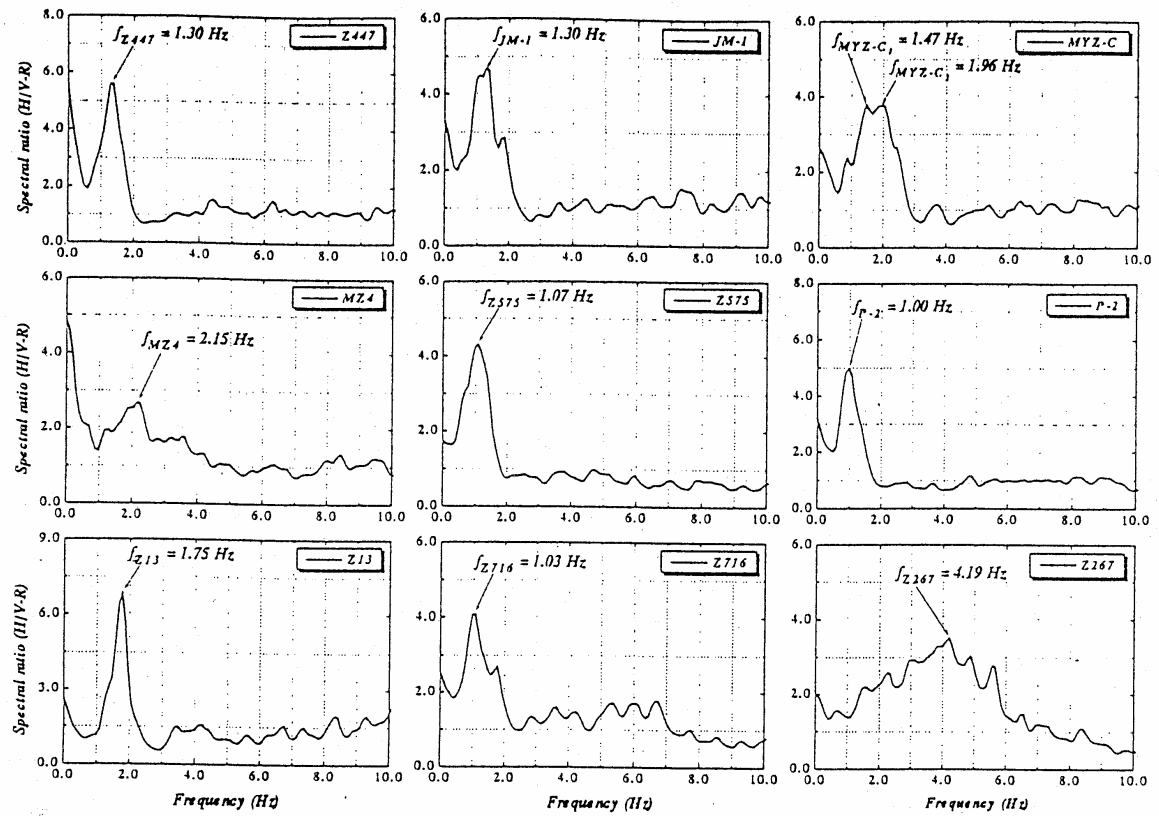 f Z447 = 1.30 Hz
Z447
f JM-1 = 1.30 Hz
JM-1
f MYZ-C1 = 1.47 Hz
f MYZ-C2 = 1.96 Hz
MYZ-C
Spectral ratio (H/V-R)
8.0
6.0
4.0
2.0
0.0
0.0 2.0 4.0 6.0 8.0 10.0
6.0
4.0
2.0
0.0
0.0 2.0 4.0 6.0 8.0 10.0
6.0
4.0
2.0
0.0
0.0 2.0 4.0 6.0 8.0 10.0
f MZ4 = 2.15 Hz
MZ4
f Z575 = 1.07 Hz
Z575
f P-2 = 1.00 Hz
P-2
Spectral ratio (H/V-R)
6.0
4.0
2.0
0.0
0.0 2.0 4.0 6.0 8.0 10.0
6.0
4.0
2.0
0.0
0.0 2.0 4.0 6.0 8.0 10.0
8.0
6.0
4.0
2.0
0.0
0.0 2.0 4.0 6.0 8.0 10.0
f Z13 = 1.75 Hz
Z13
f Z716 = 1.03 Hz
Z716
f Z267 = 4.19 Hz
Z267
Spectral ratio (H/V-R)
9.0
6.0
3.0
0.0
0.0 2.0 4.0 6.0 8.0 10.0
6.0
4.0
2.0
0.0
0.0 2.0 4.0 6.0 8.0 10.0
6.0
4.0
2.0
0.0
0.0 2.0 4.0 6.0 8.0 10.0
Frequency (Hz)
Frequency (Hz)
Frequency (Hz)